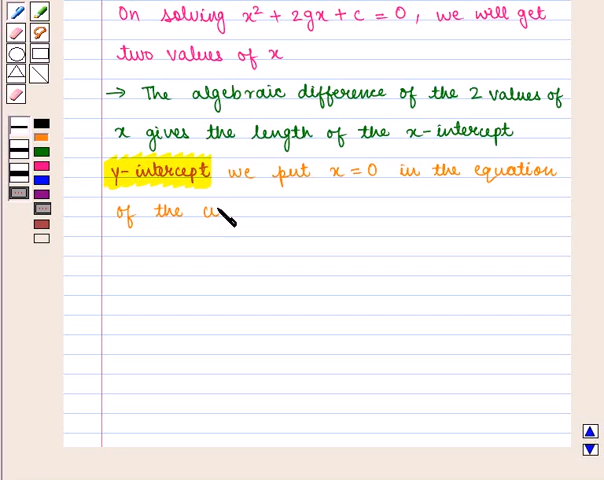 On solving x² + 2gx + c = 0, we will get
two values of x
→ The algebraic difference of the 2 values of
x gives the length of the x-intercept
y-intercept we put x = 0 in the equation
of the